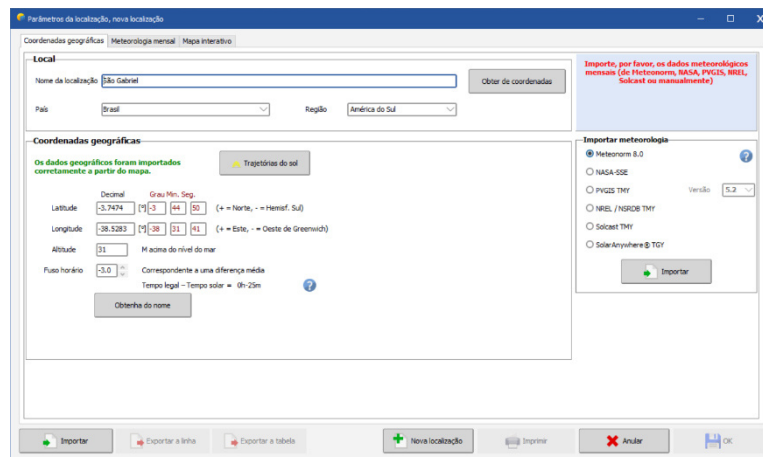 Parâmetros da localização, nova localização
Coordenadas geográficas Meteorologia mensal Mapa interativo
Local
Nome da localização São Gabriel Obter de coordenadas
País Brasil Região América do Sul
Importe, por favor, os dados meteorológicos
mensais (de Meteonorm, NASA, PVGIS, NREL,
Solcast ou manualmente)
Coordenadas geográficas
Os dados geográficos foram importados
corretamente a partir do mapa.
Trajetórias do sol
Decimal Grau Min. Seg.
Latitude -3.7474 [°] -3 44 50 (+ = Norte, - = Hemisf. Sul)
Longitude -38.5283 [°] -38 31 41 (+ = Este, - = Oeste de Greenwich)
Altitude 31 M acima do nível do mar
Fuso horário -3.0 Correspondente a uma diferença média
Tempo legal – Tempo solar = 0h-25m ?
Obtenha do nome
Importar meteorologia
Meteonorm 8.0 ?
NASA-SSE
PVGIS TMY Versão 5.2
NREL / NSRDB TMY
Solcast TMY
SolarAnywhere® TGY
Importar
Importar Exportar a linha Exportar a tabela Nova localização Imprimir Anular OK